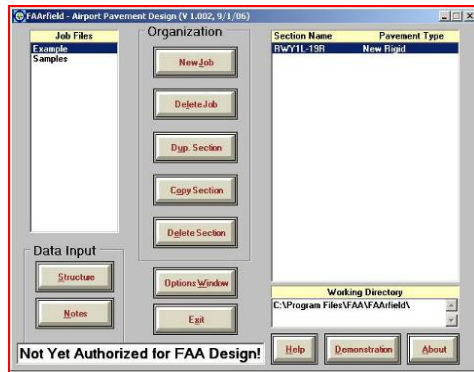 FAArfield - Airport Pavement Design (V 1.002, 9/1/06)
Job Files
Example
Samples
Organization
New Job
Delete Job
Dup. Section
Copy Section
Delete Section
Data Input
Structure
Notes
Options Window
Exit
Not Yet Authorized for FAA Design!
Section Name Pavement Type
RWY1L-19R New Rigid
Working Directory
C:\Program Files\FAA\FAArfield\
Help
Demonstration
About